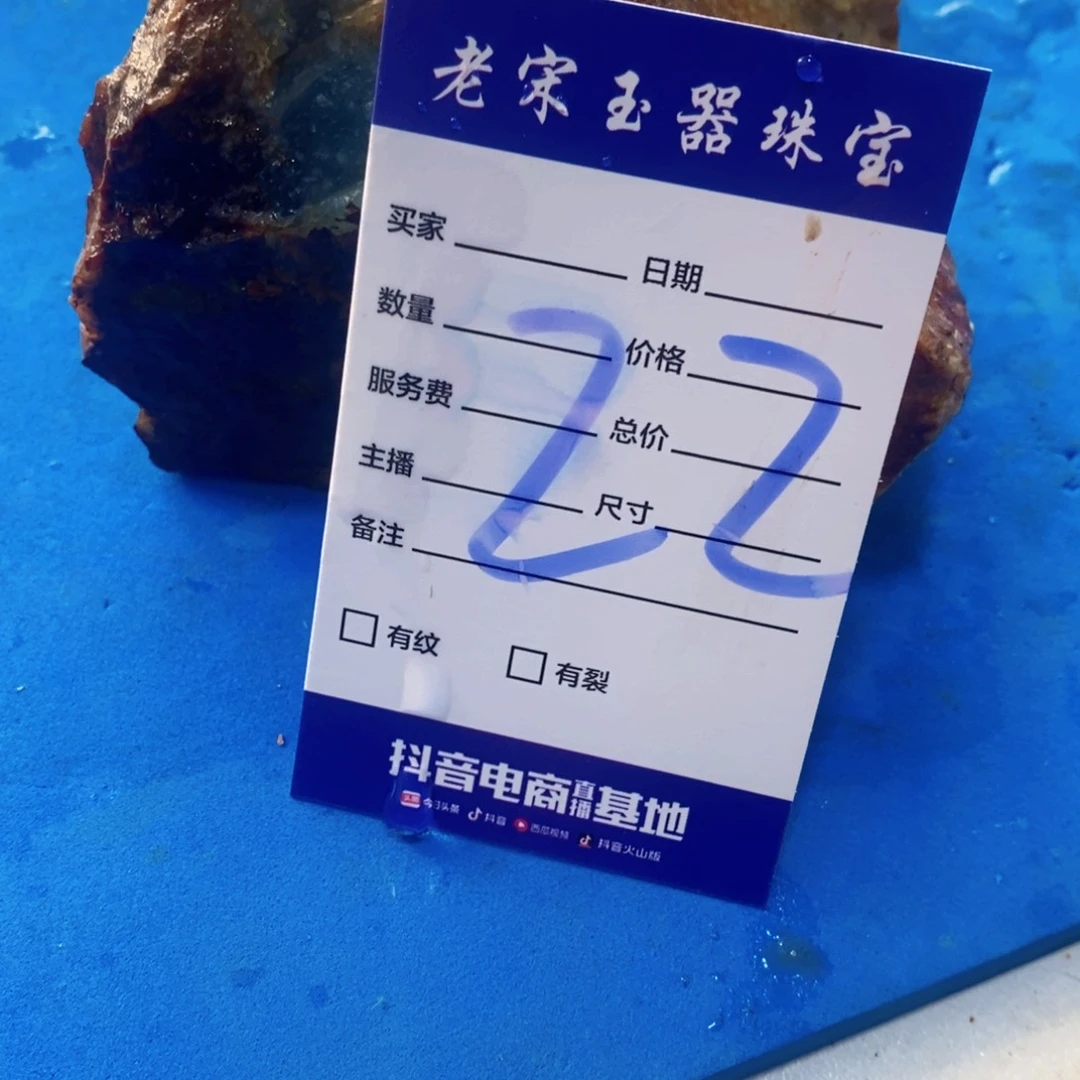 老宋玉器珠宝
买家 日期
数量 价格
服务费 总价
主播 尺寸
备注
22
有纹 有裂
抖音电商直播基地
头条 今日头条 抖音 西瓜视频 抖音火山版